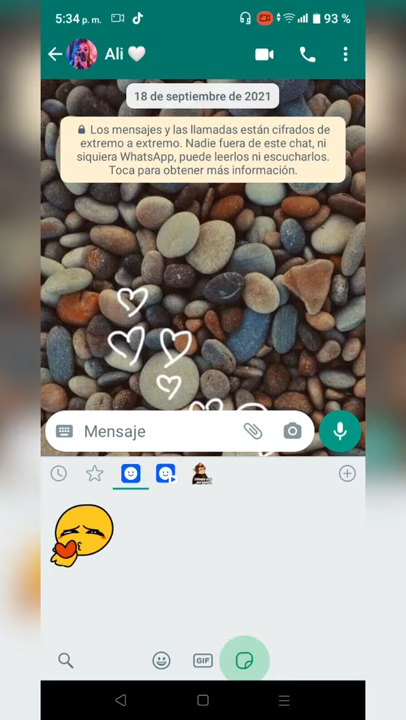 5:34 p. m.
93 %
Ali
18 de septiembre de 2021
Los mensajes y las llamadas están cifrados de
extremo a extremo. Nadie fuera de este chat, ni
siquiera WhatsApp, puede leerlos ni escucharlos.
Toca para obtener más información.
Mensaje
GIF